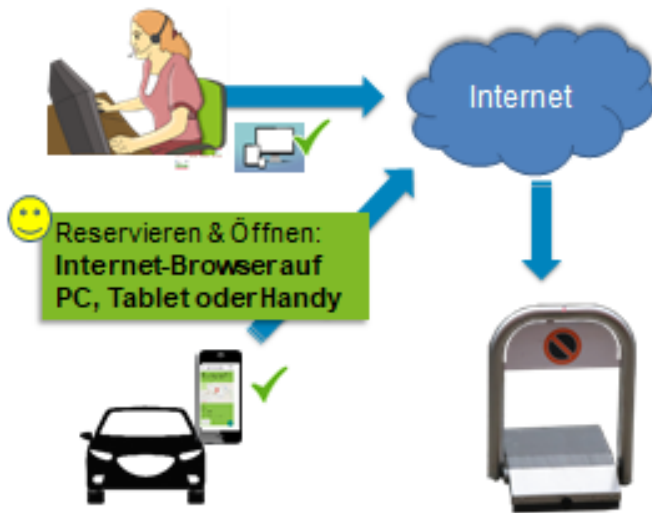 Internet
Reservieren & Öffnen:
Internet-Browser auf
PC, Tablet oder Handy